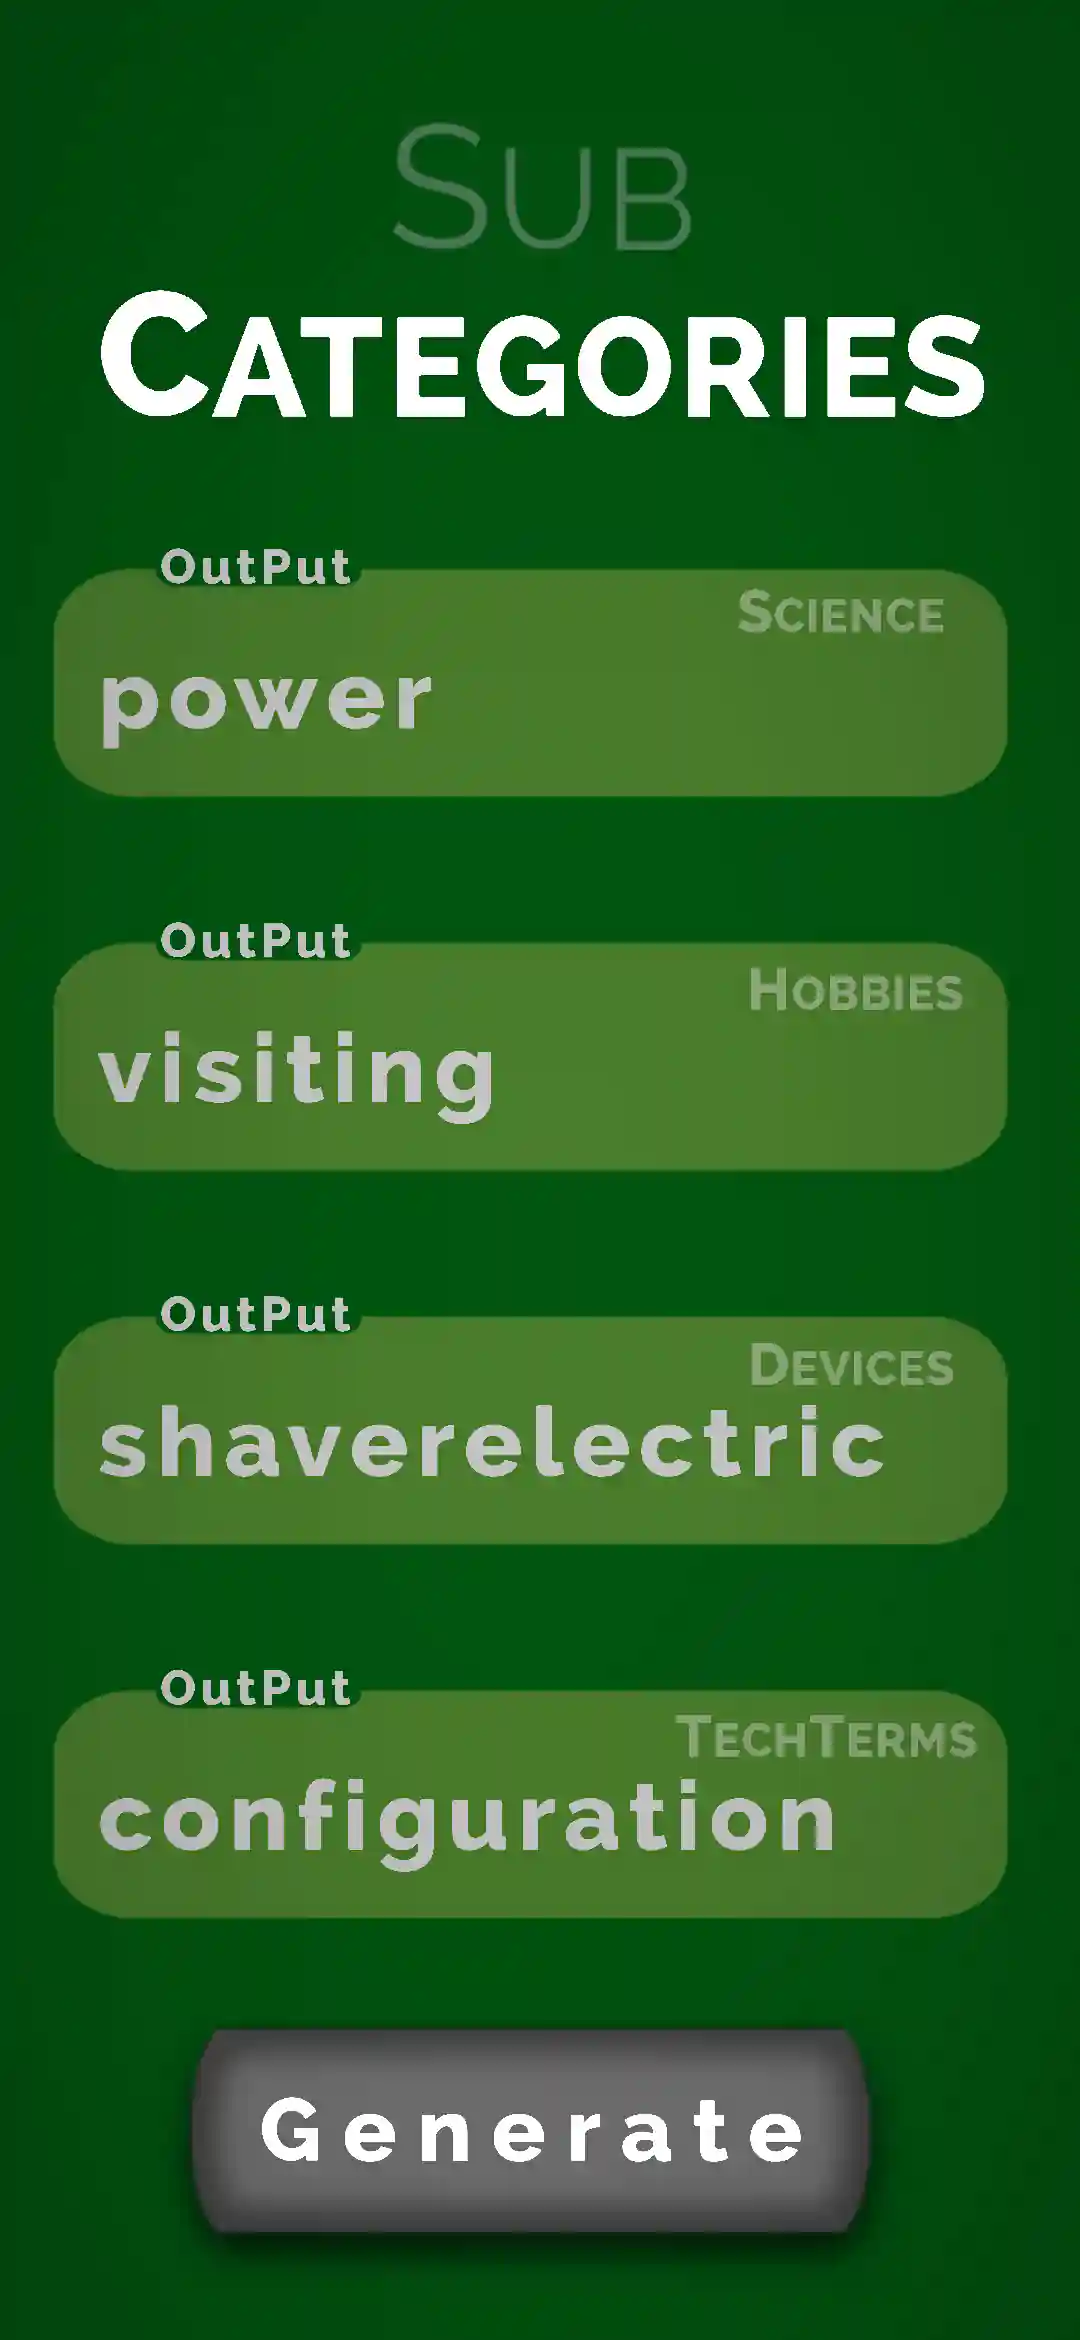 Sub
Categories
OutPut
Science
power
OutPut
Hobbies
visiting
OutPut
Devices
shaverelectric
OutPut
TechTerms
configuration
Generate